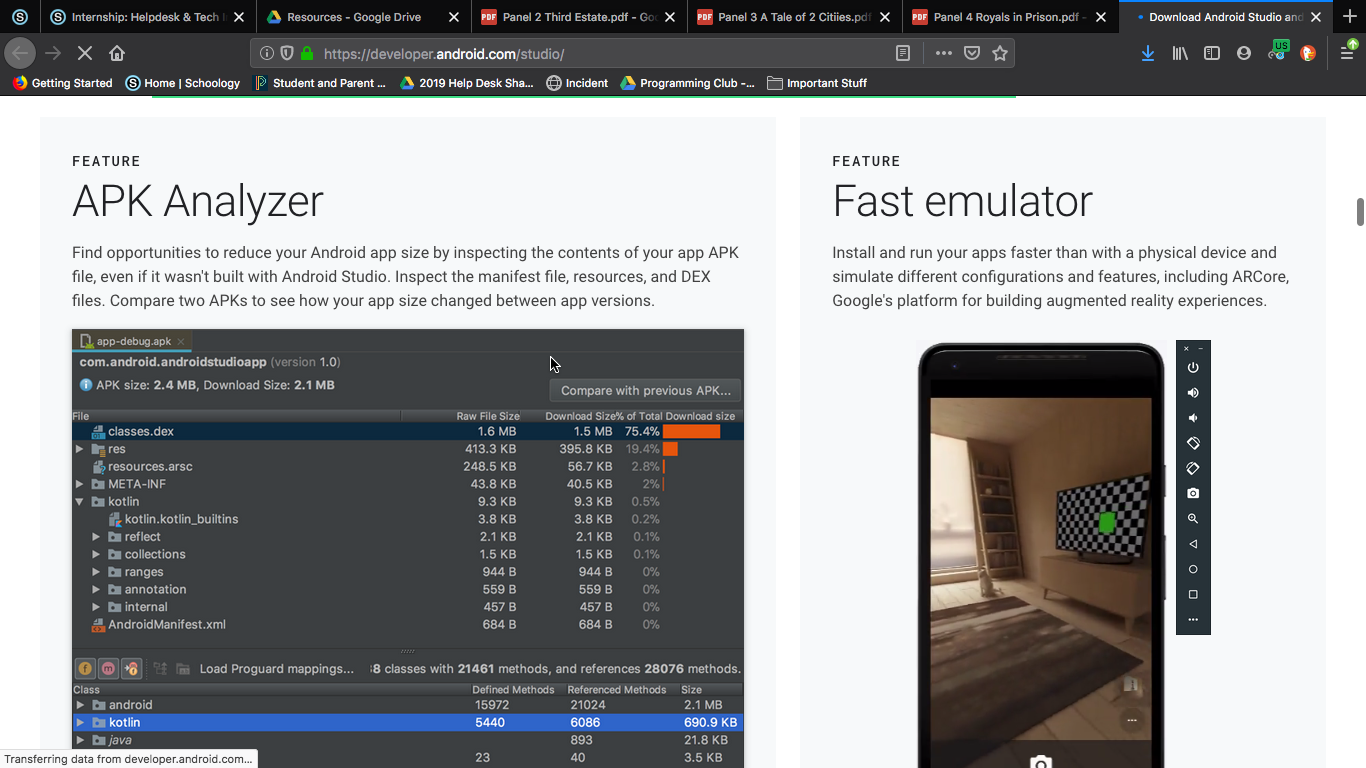 Internship: Helpdesk & Tech I
Resources - Google Drive
Panel 2 Third Estate.pdf - Go
Panel 3 A Tale of 2 Citiies.pdf -
Panel 4 Royals in Prison.pdf -
Download Android Studio and
https://developer.android.com/studio/
US
Getting Started
Home | Schoology
Student and Parent ...
2019 Help Desk Sha...
Incident
Programming Club -...
Important Stuff
FEATURE
APK Analyzer
Find opportunities to reduce your Android app size by inspecting the contents of your app APK
file, even if it wasn't built with Android Studio. Inspect the manifest file, resources, and DEX
files. Compare two APKs to see how your app size changed between app versions.
app-debug.apk
com.android.androidstudioapp (version 1.0)
APK size: 2.4 MB, Download Size: 2.1 MB
Compare with previous APK...
File Raw File Size Download Size % of Total Download size
classes.dex 1.6 MB 1.5 MB 75.4%
res 413.3 KB 395.8 KB 19.4%
resources.arsc 248.5 KB 56.7 KB 2.8%
META-INF 43.8 KB 40.5 KB 2%
kotlin 9.3 KB 9.3 KB 0.5%
kotlin.kotlin_builtins 3.8 KB 3.8 KB 0.2%
reflect 2.1 KB 2.1 KB 0.1%
collections 1.5 KB 1.5 KB 0.1%
ranges 944 B 944 B 0%
annotation 559 B 559 B 0%
internal 457 B 457 B 0%
AndroidManifest.xml 684 B 684 B 0%
Load Proguard mappings... 8 classes with 21461 methods, and references 28076 methods.
Class Defined Methods Referenced Methods Size
android 15972 21024 2.1 MB
kotlin 5440 6086 690.9 KB
java 893 21.8 KB
23 40 3.5 KB
FEATURE
Fast emulator
Install and run your apps faster than with a physical device and
simulate different configurations and features, including ARCore,
Google's platform for building augmented reality experiences.
Transferring data from developer.android.com...